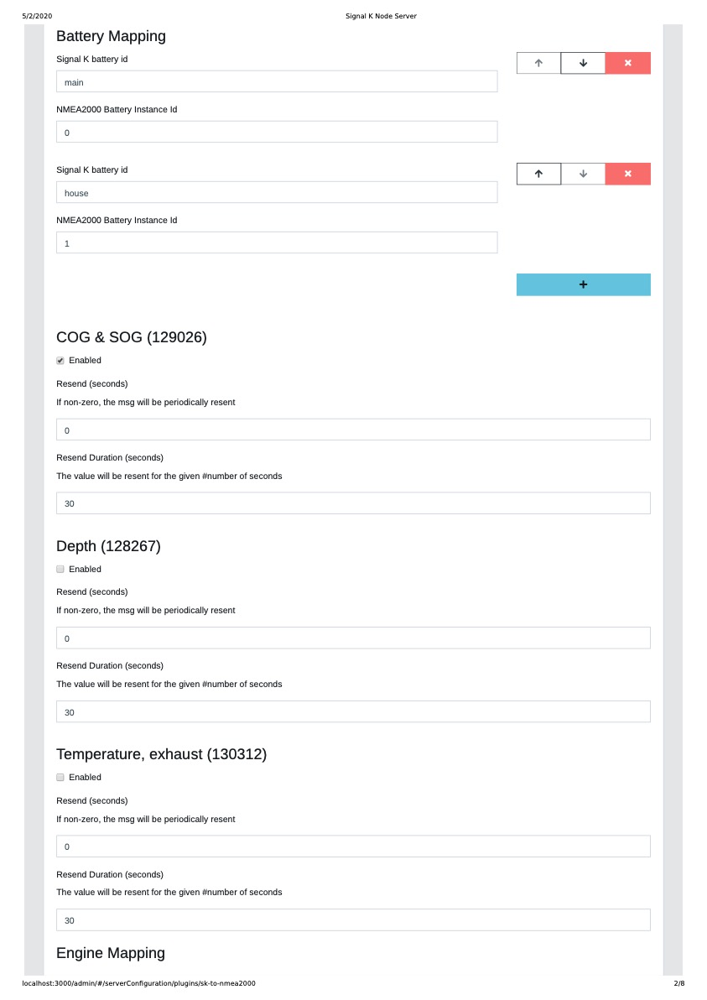 5/2/2020 Signal K Node Server
Battery Mapping
Signal K battery id
main
NMEA2000 Battery Instance Id
0
Signal K battery id
house
NMEA2000 Battery Instance Id
1
COG & SOG (129026)
Enabled
Resend (seconds)
If non-zero, the msg will be periodically resent
0
Resend Duration (seconds)
The value will be resent for the given #number of seconds
30
Depth (128267)
Enabled
Resend (seconds)
If non-zero, the msg will be periodically resent
0
Resend Duration (seconds)
The value will be resent for the given #number of seconds
30
Temperature, exhaust (130312)
Enabled
Resend (seconds)
If non-zero, the msg will be periodically resent
0
Resend Duration (seconds)
The value will be resent for the given #number of seconds
30
Engine Mapping
localhost:3000/admin/#/serverConfiguration/plugins/sk-to-nmea2000 2/8